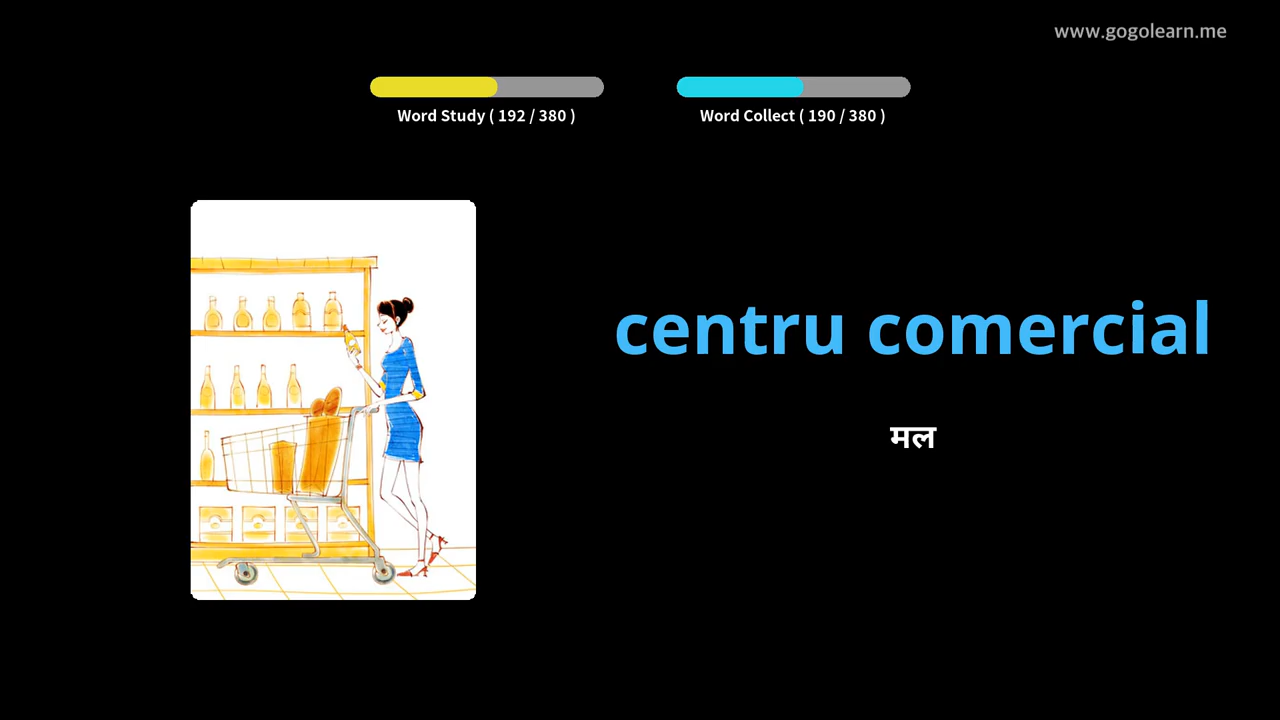 www.gogolearn.me
Word Study ( 192 / 380 )
Word Collect ( 190 / 380 )
centru comercial
मल